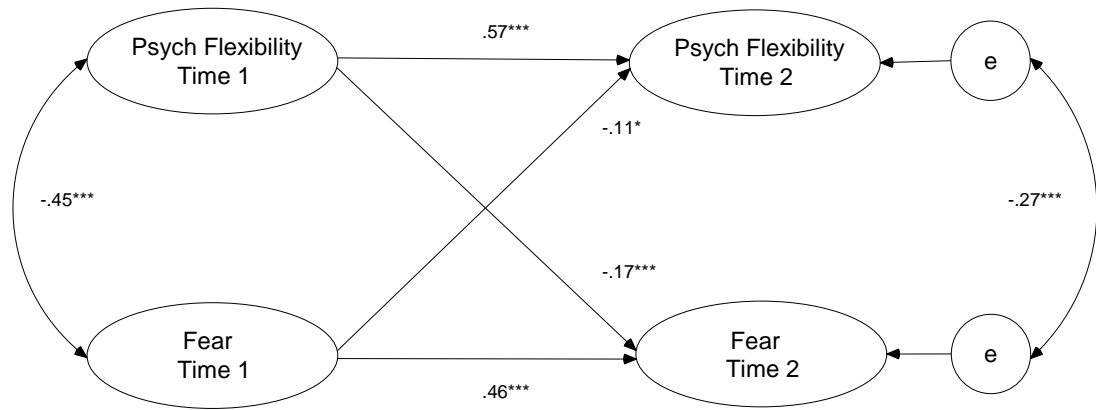 Psych Flexibility
Time 1
.57***
Psych Flexibility
Time 2
e
-.11*
-.45***
-.27***
-.17***
Fear
Time 1
.46***
Fear
Time 2
e